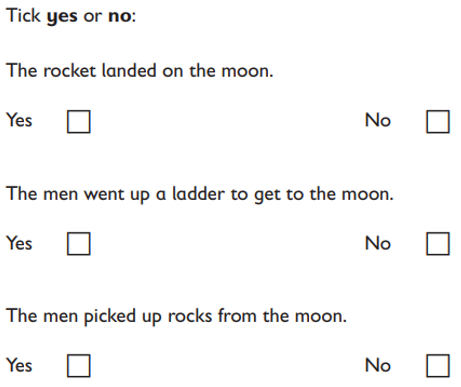 Tick yes or no:
The rocket landed on the moon.
Yes No
The men went up a ladder to get to the moon.
Yes No
The men picked up rocks from the moon.
Yes No